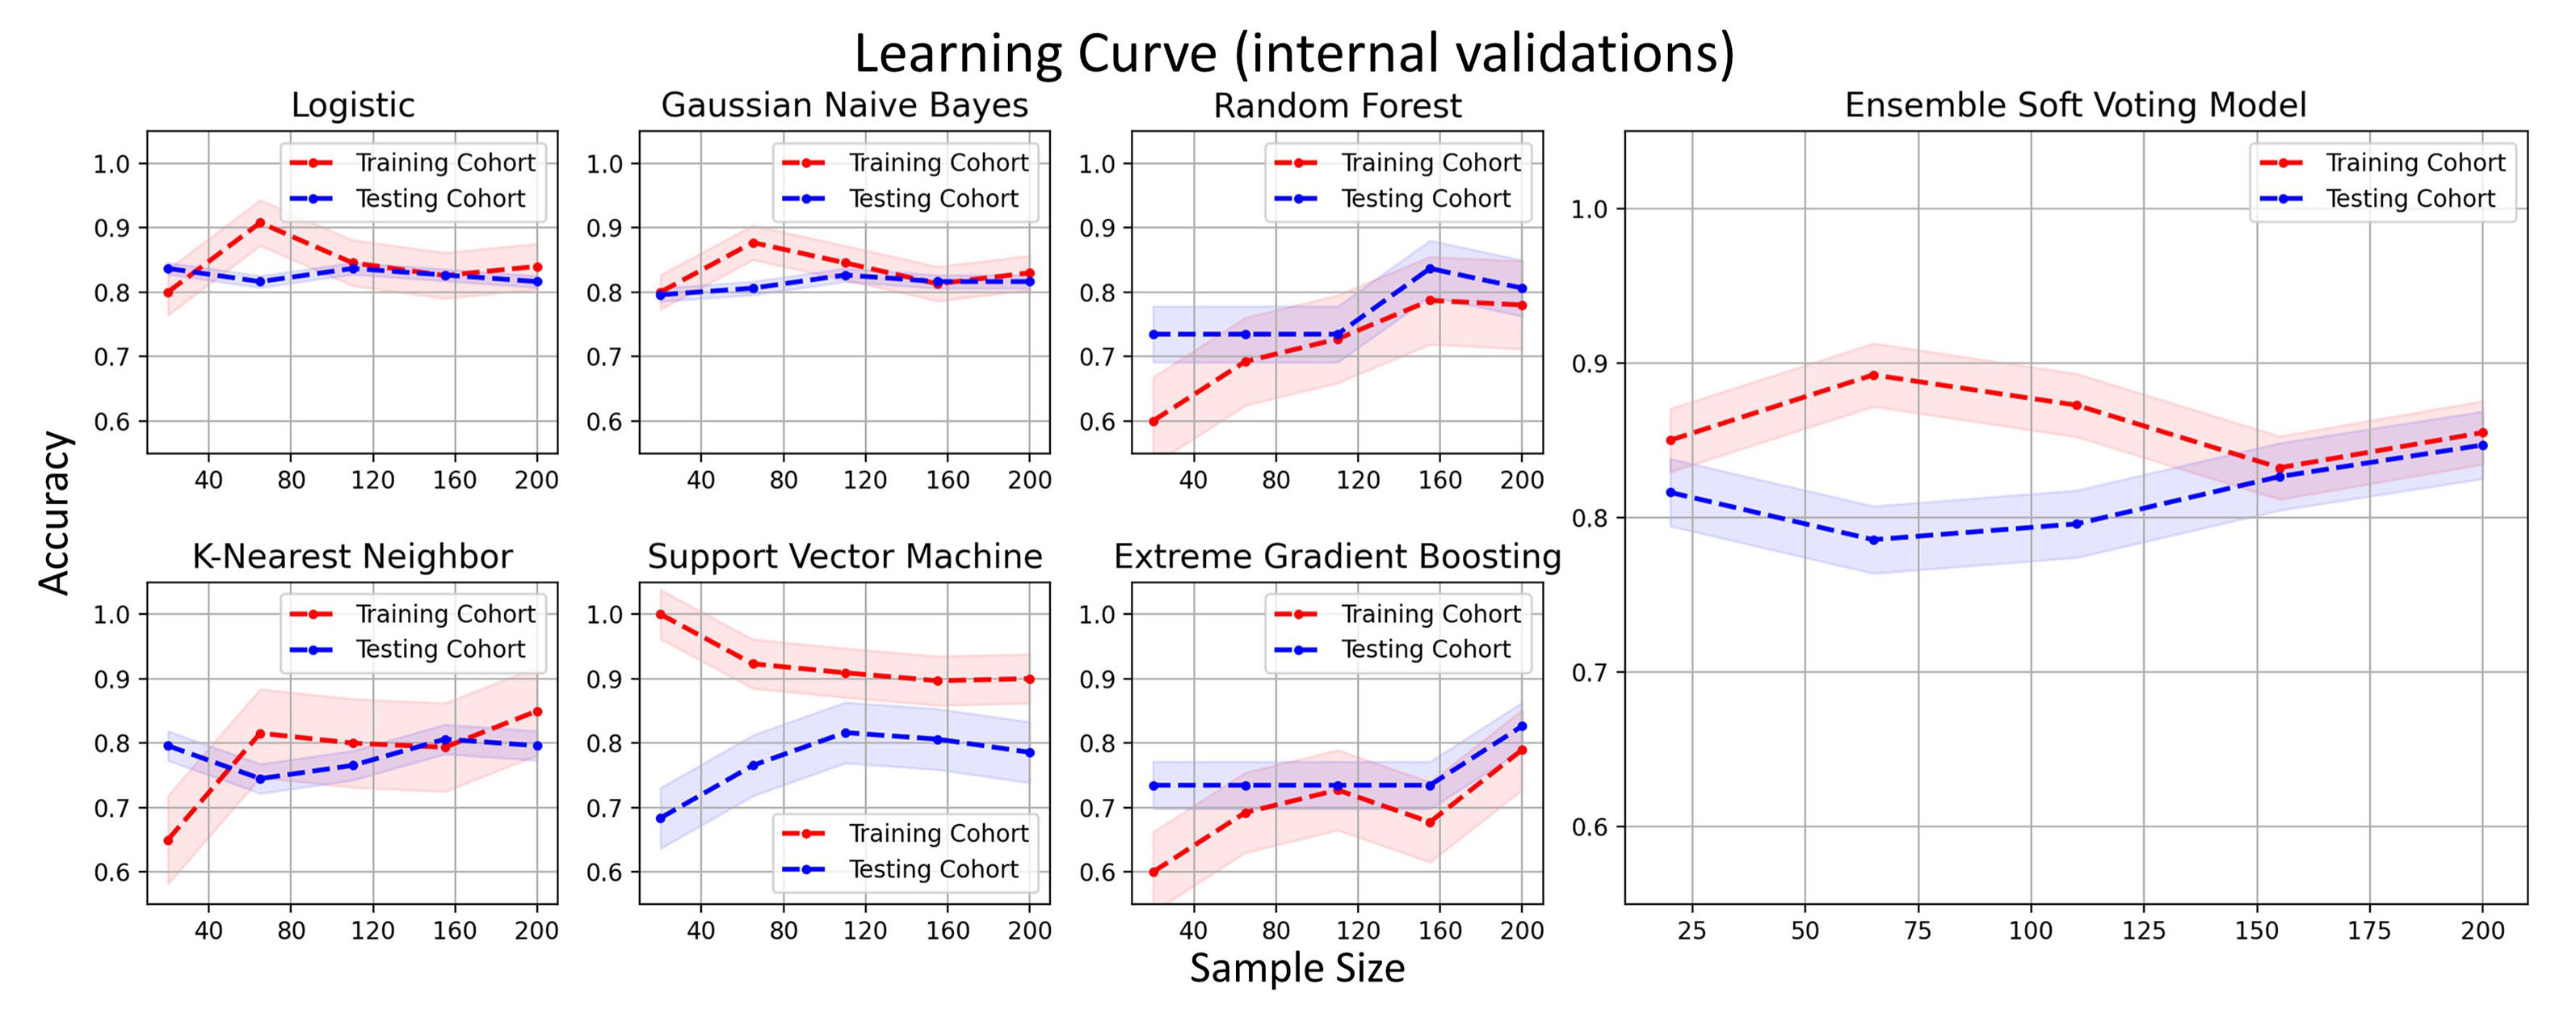 Learning Curve (internal validations)
Logistic
1.0
0.9
0.8
0.7
0.6
40 80 120 160 200
Training Cohort
Testing Cohort
Gaussian Naive Bayes
1.0
0.9
0.8
0.7
0.6
40 80 120 160 200
Training Cohort
Testing Cohort
Random Forest
1.0
0.9
0.8
0.7
0.6
40 80 120 160 200
Training Cohort
Testing Cohort
Ensemble Soft Voting Model
1.0
0.9
0.8
0.7
0.6
25 50 75 100 125 150 175 200
Training Cohort
Testing Cohort
Accuracy
K-Nearest Neighbor
1.0
0.9
0.8
0.7
0.6
40 80 120 160 200
Training Cohort
Testing Cohort
Support Vector Machine
1.0
0.9
0.8
0.7
0.6
40 80 120 160 200
Training Cohort
Testing Cohort
Extreme Gradient Boosting
1.0
0.9
0.8
0.7
0.6
40 80 120 160 200
Training Cohort
Testing Cohort
Sample Size